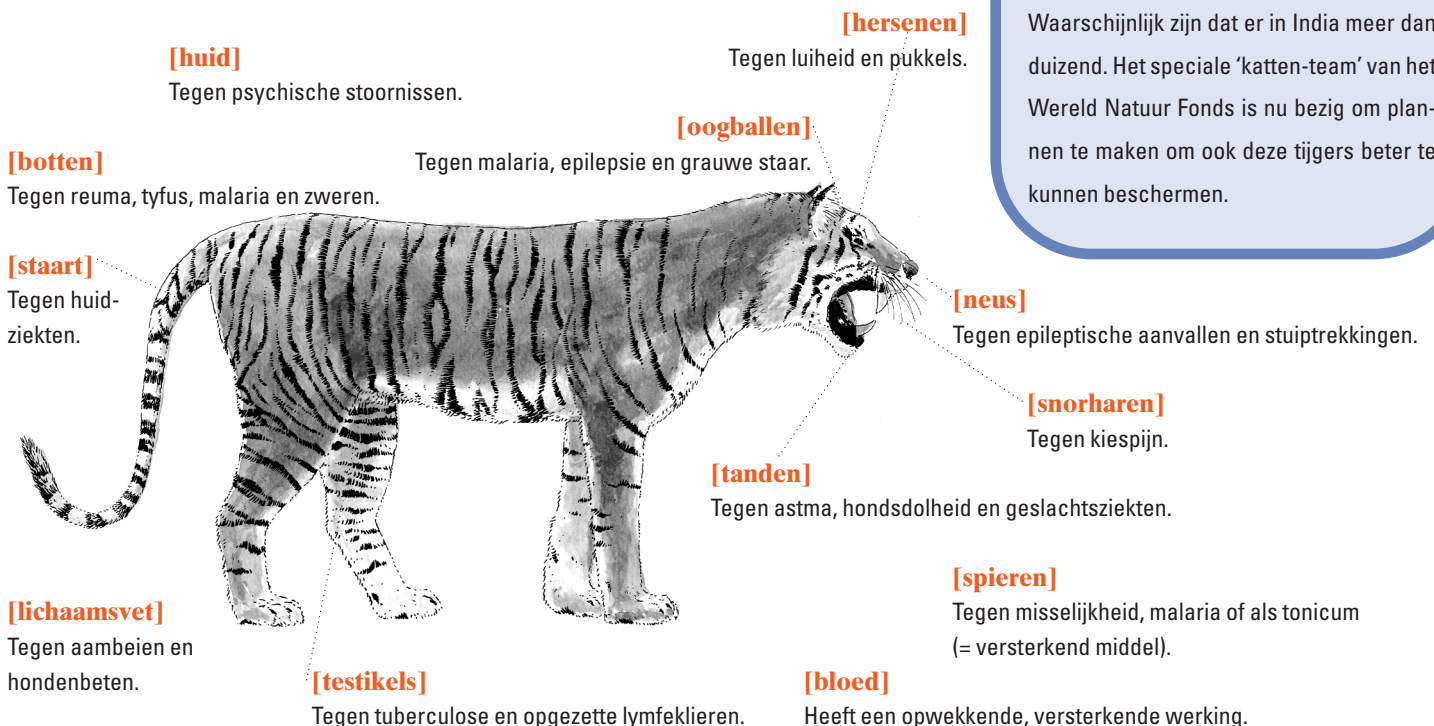 [hersenen]
Tegen luiheid en pukkels.
[huid]
Tegen psychische stoornissen.
[oogballen]
Tegen malaria, epilepsie en grauwe staar.
[botten]
Tegen reuma, tyfus, malaria en zweren.
[staart]
Tegen huid-
ziekten.
Waarschijnlijk zijn dat er in India meer dan
duizend. Het speciale ‘katten-team’ van het
Wereld Natuur Fonds is nu bezig om plan-
nen te maken om ook deze tijgers beter te
kunnen beschermen.
[neus]
Tegen epileptische aanvallen en stuiptrekkingen.
[snorharen]
Tegen kiespijn.
[tanden]
Tegen astma, hondsdolheid en geslachtsziekten.
[spieren]
Tegen misselijkheid, malaria of als tonicum
(= versterkend middel).
[lichaamsvet]
Tegen aambeien en
hondenbeten.
[testikels]
Tegen tuberculose en opgezette lymfeklieren.
[bloed]
Heeft een opwekkende, versterkende werking.